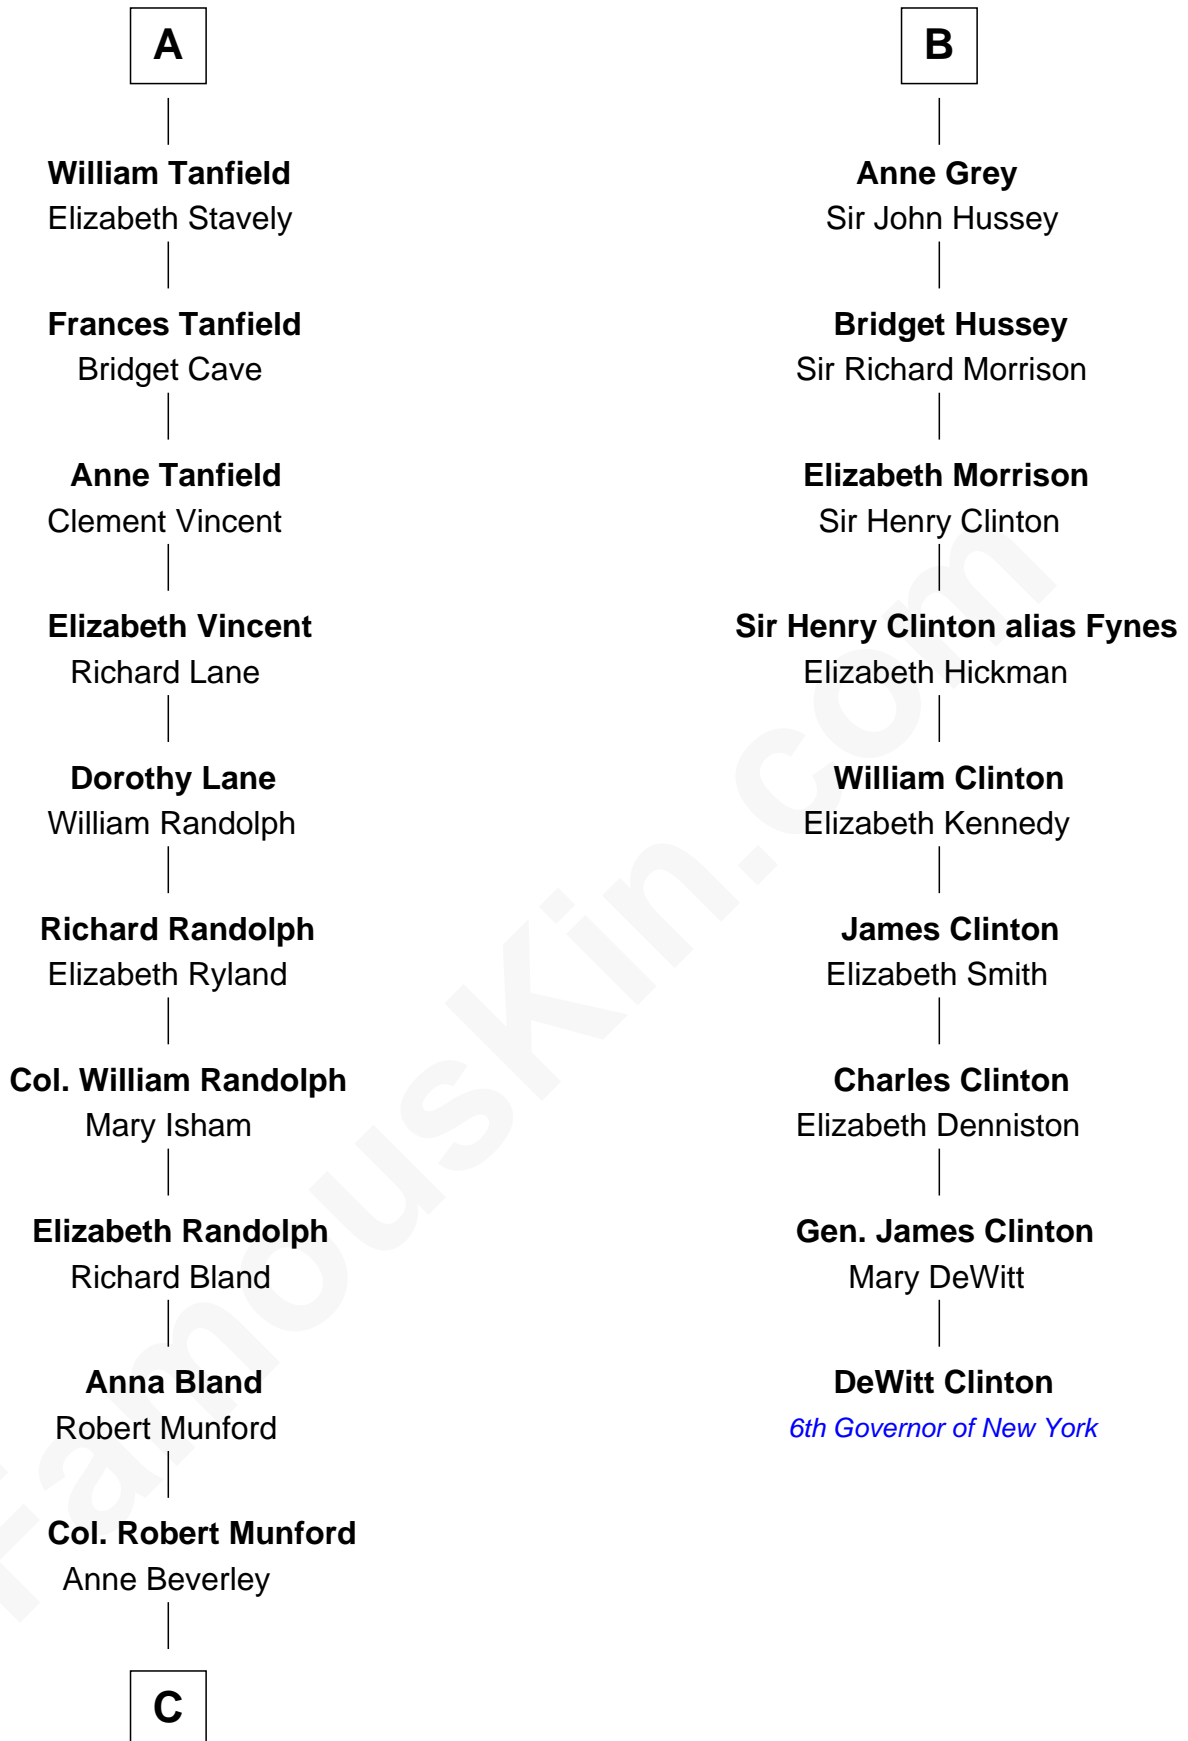 A
William Tanfield
Elizabeth Stavely
Frances Tanfield
Bridget Cave
Anne Tanfield
Clement Vincent
Elizabeth Vincent
Richard Lane
Dorothy Lane
William Randolph
Richard Randolph
Elizabeth Ryland
Col. William Randolph
Mary Isham
Elizabeth Randolph
Richard Bland
Anna Bland
Robert Munford
Col. Robert Munford
Anne Beverley
C
B
Anne Grey
Sir John Hussey
Bridget Hussey
Sir Richard Morrison
Elizabeth Morrison
Sir Henry Clinton
Sir Henry Clinton alias Fynes
Elizabeth Hickman
William Clinton
Elizabeth Kennedy
James Clinton
Elizabeth Smith
Charles Clinton
Elizabeth Denniston
Gen. James Clinton
Mary DeWitt
DeWitt Clinton
6th Governor of New York
FamousKin.com